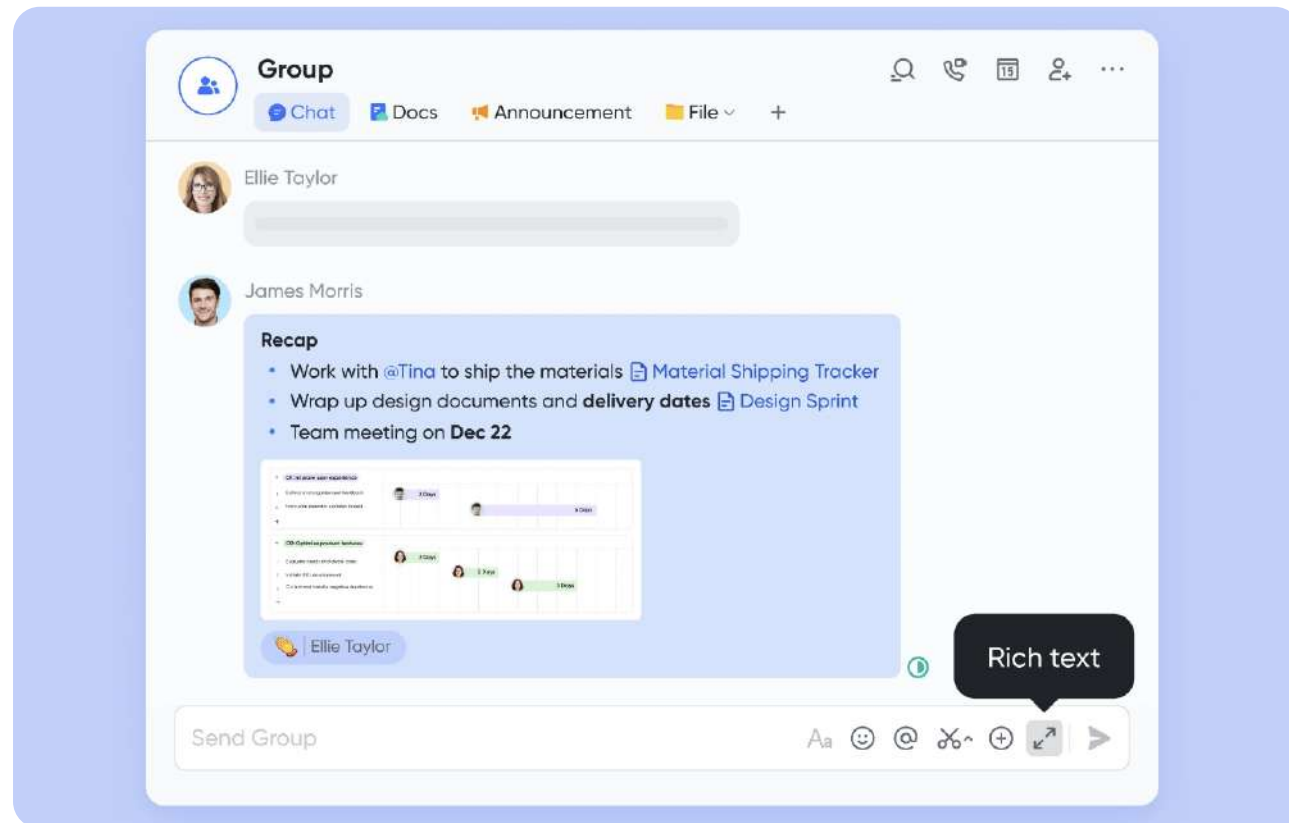 Group
15
Chat Docs Announcement File
Ellie Taylor
James Morris
Recap
• Work with @Tina to ship the materials Material Shipping Tracker
• Wrap up design documents and delivery dates Design Sprint
• Team meeting on Dec 22
Ellie Taylor
Rich text
Send Group
Aa @